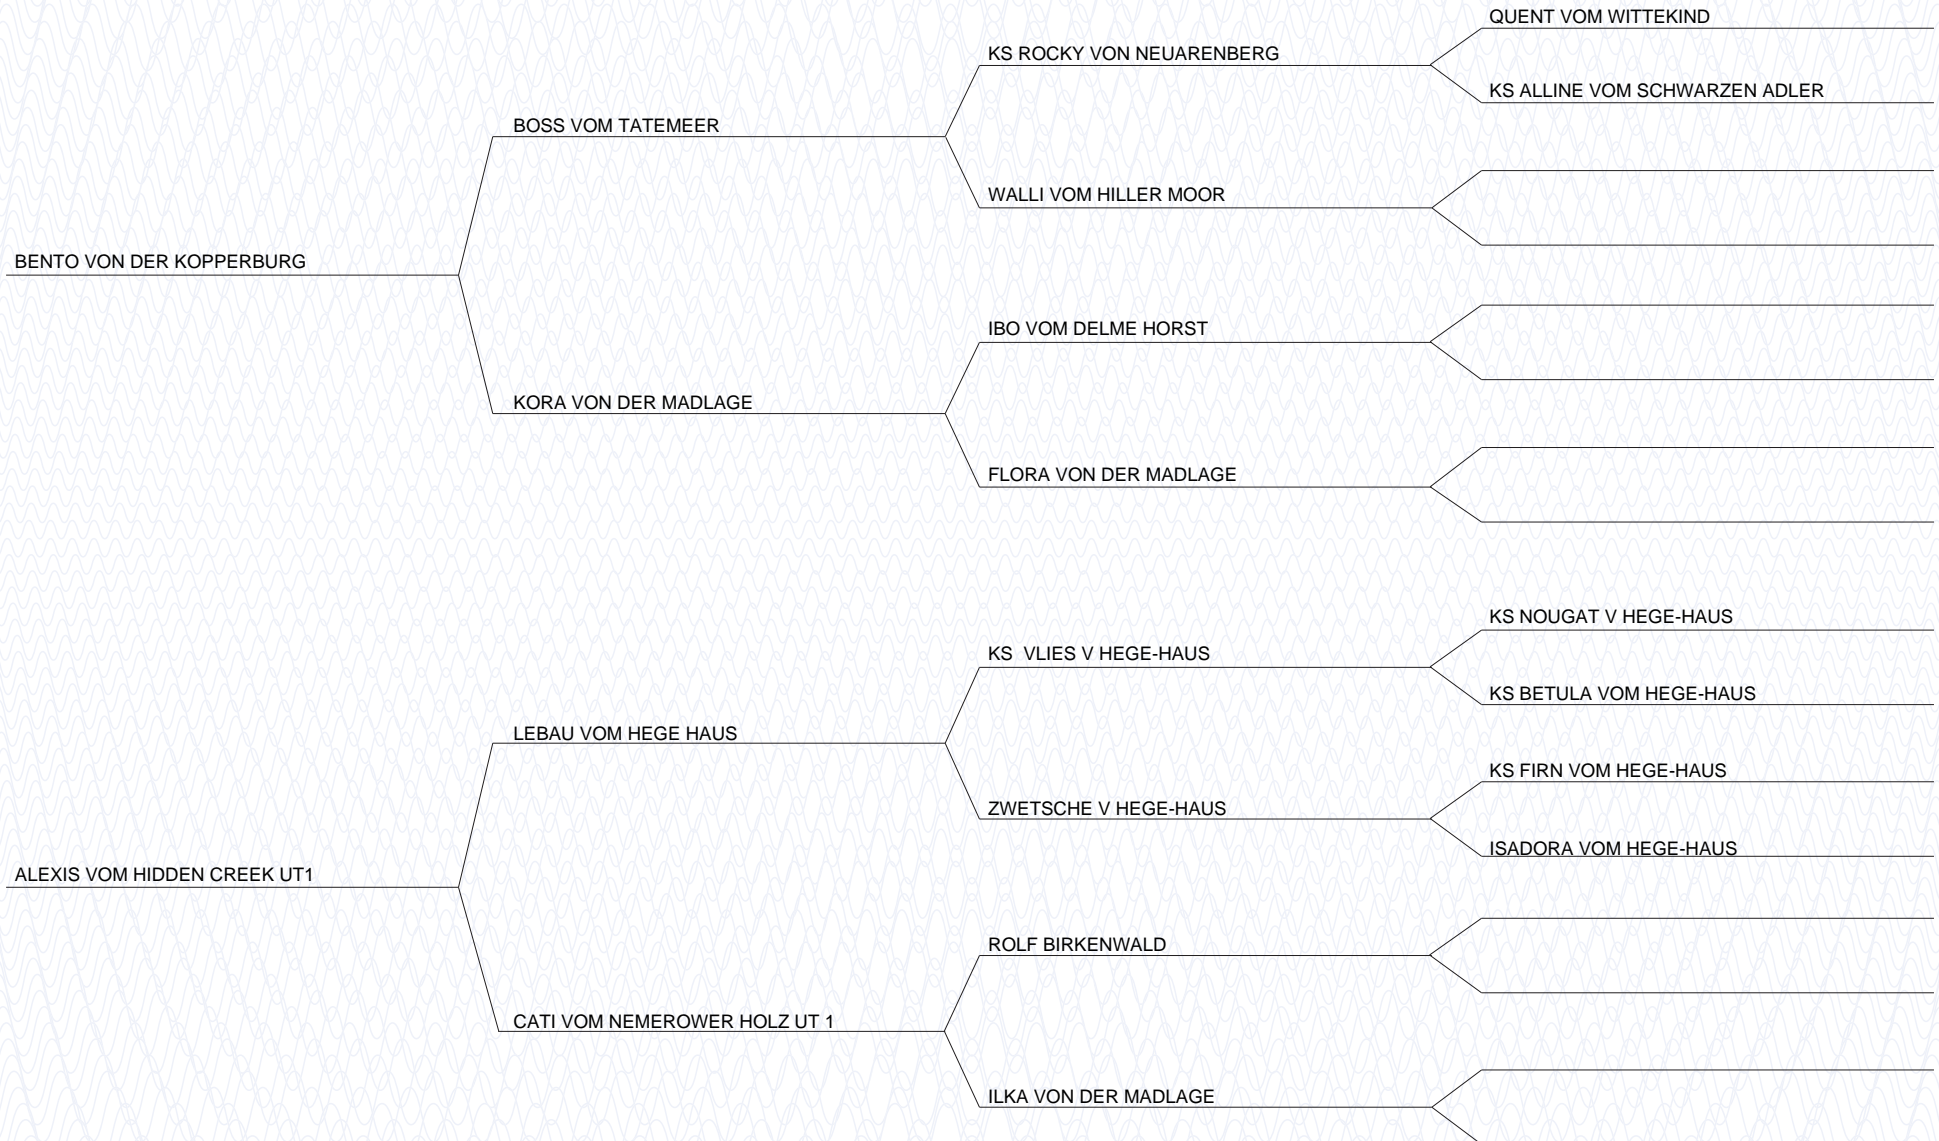 QUENT VOM WITTEKIND
KS ROCKY VON NEUARENBERG
KS ALLINE VOM SCHWARZEN ADLER
BOSS VOM TATEMEER
WALLI VOM HILLER MOOR
BENTO VON DER KOPPERBURG
IBO VOM DELME HORST
KORA VON DER MADLAGE
FLORA VON DER MADLAGE
KS NOUGAT V HEGE-HAUS
KS  VLIES V HEGE-HAUS
KS BETULA VOM HEGE-HAUS
LEBAU VOM HEGE HAUS
KS FIRN VOM HEGE-HAUS
ZWETSCHE V HEGE-HAUS
ISADORA VOM HEGE-HAUS
ALEXIS VOM HIDDEN CREEK UT1
ROLF BIRKENWALD
CATI VOM NEMEROWER HOLZ UT 1
ILKA VON DER MADLAGE